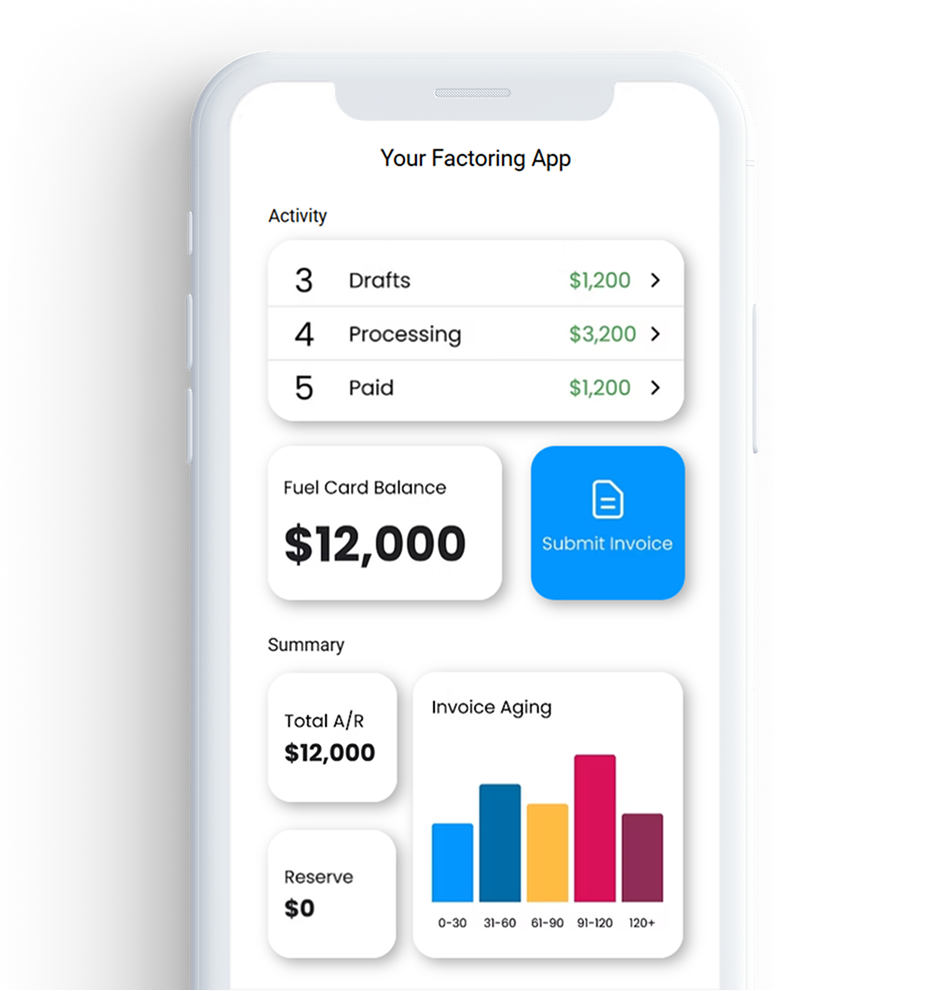 Your Factoring App
Activity
3 Drafts $1,200
4 Processing $3,200
5 Paid $1,200
Fuel Card Balance
$12,000
Submit Invoice
Summary
Total A/R
$12,000
Reserve
$0
Invoice Aging
0-30 31-60 61-90 91-120 120+